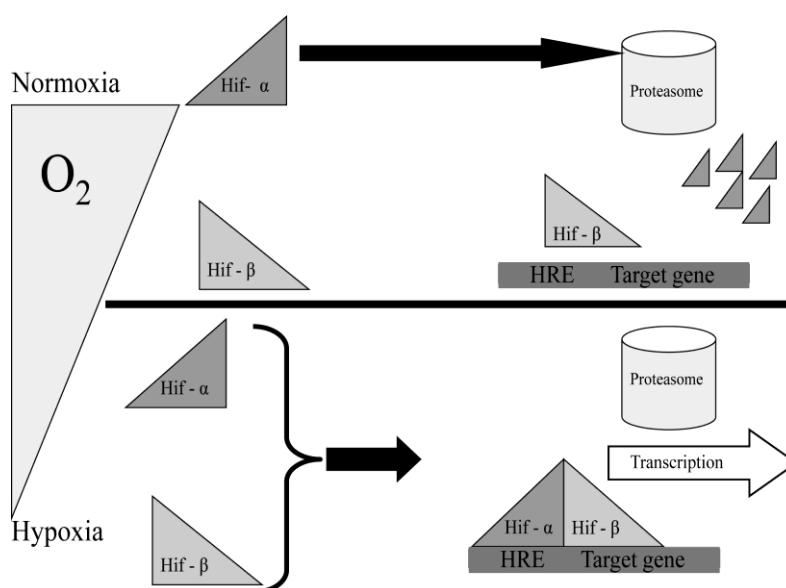 Normoxia
O2
Hif- α
Proteasome
Hif - β
Hif - β
HRE Target gene
Hif - α
Proteasome
Transcription
Hif - α Hif - β
Hypoxia
Hif - β
HRE Target gene